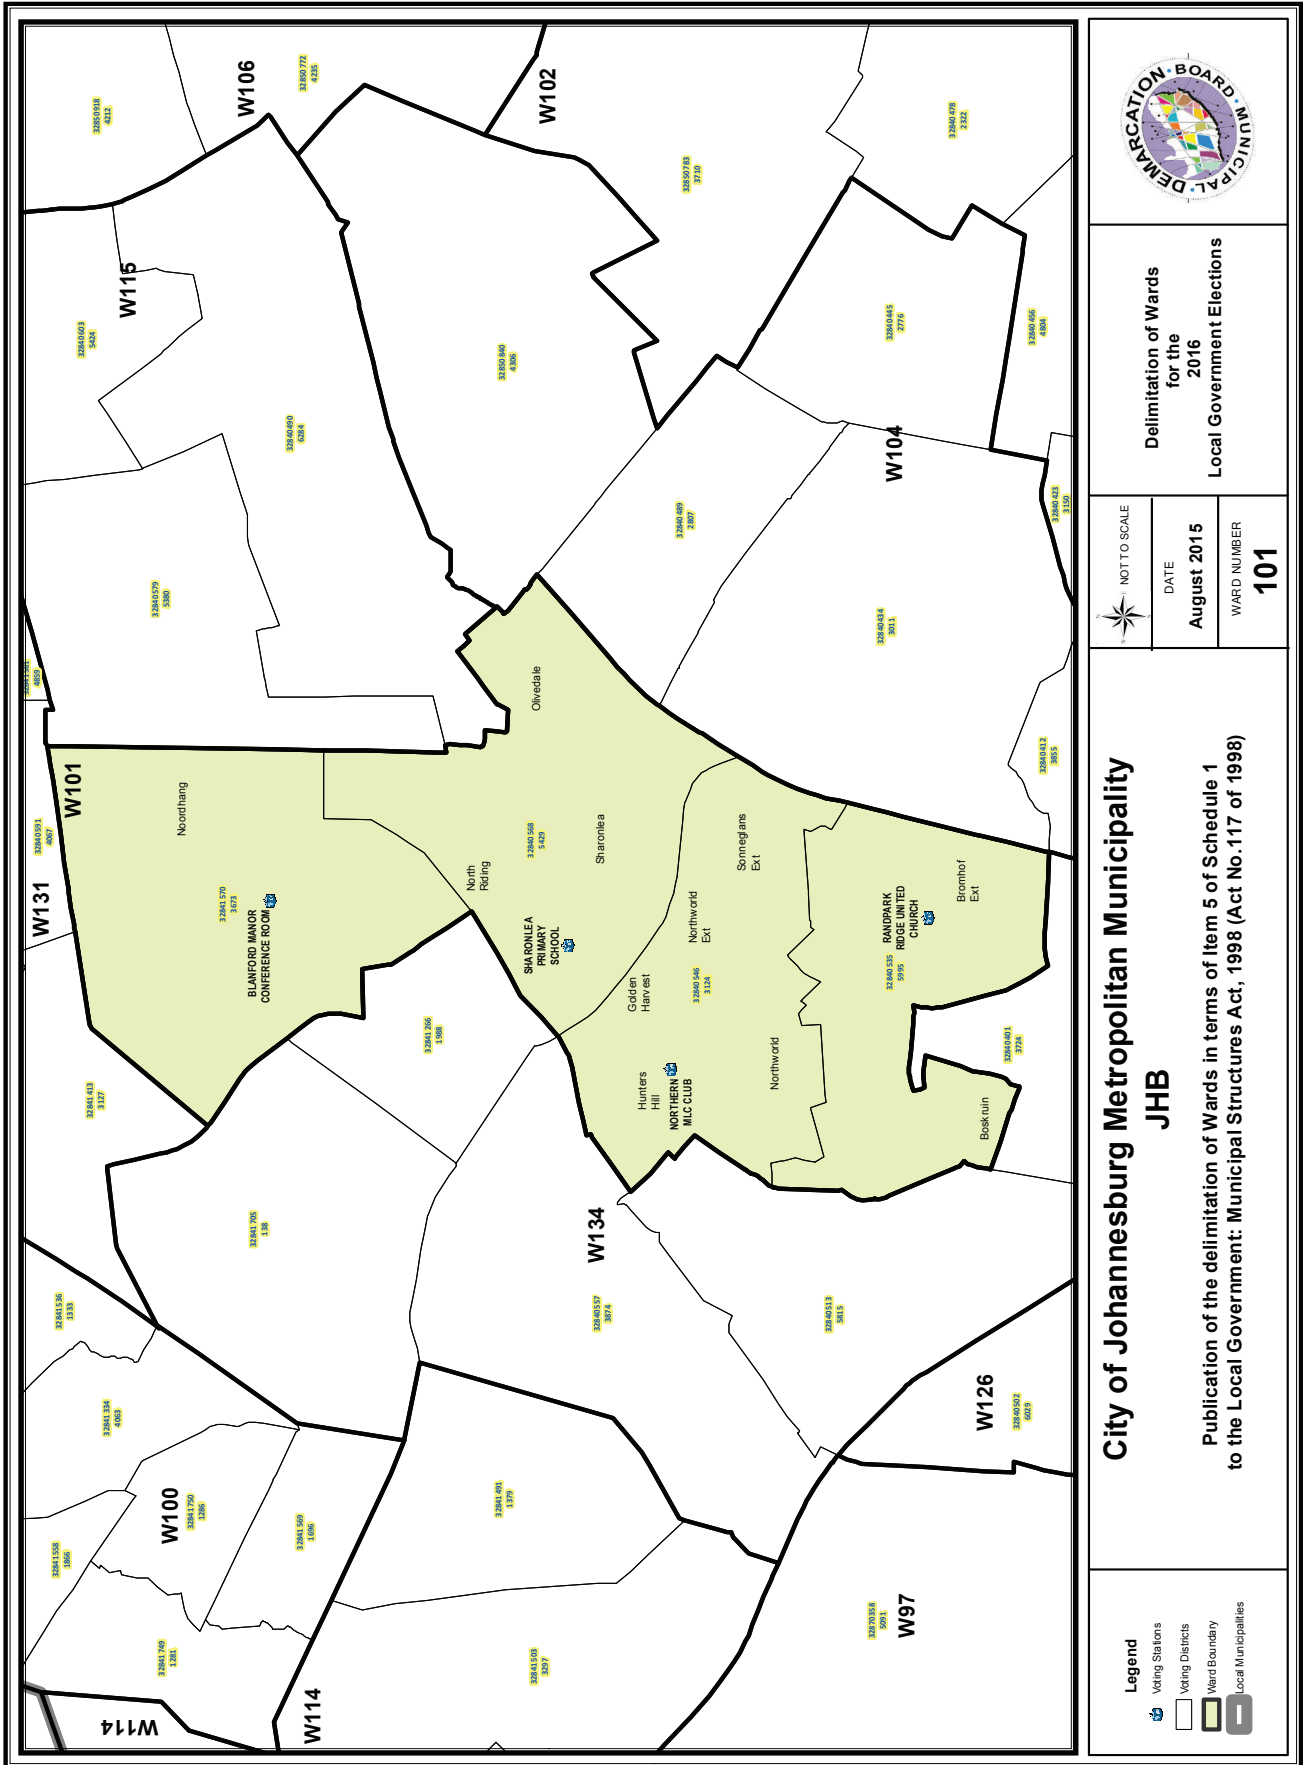 32850918
4212
W106
32850772
4235
W102
32840478
2322
32850783
3710
W115
32840603
5424
32840445
2776
32840456
4804
32850840
4306
32840490
6284
W104
32840489
2807
32840423
3150
32840579
5380
32840434
3011
4859
W131
32840591
4067
W101
Noordhang
32841570
3673
BLANFORD MANOR
CONFERENCE ROOM
Olivedale
32840568
5429
Sharonlea
North
Riding
SHARONLEA
PRIMARY
SCHOOL
Sonneglans
Ext
Northworld
Ext
Golden
Harvest
32840546
3124
Hunters
Hill
NORTHERN
MLC CLUB
Northworld
RANDPARK
RIDGE UNITED
CHURCH
Bromhof
Ext
32840535
5995
Boskruin
32840412
3855
32840401
3724
32841266
1988
32841413
3127
32841705
138
W134
32840557
3874
32840513
5815
32841536
1333
32841334
4063
W126
32840502
6029
W100
32841750
1286
32841569
1696
32841491
1379
32841558
1866
32841749
1281
32841503
3297
32870358
5091
W97
W114
W114
DEMARCATION • BOARD • MUNICIPAL
Delimitation of Wards
for the
2016
Local Government Elections
NOT TO SCALE
DATE
August 2015
WARD NUMBER
101
City of Johannesburg Metropolitan Municipality
JHB
Publication of the delimitation of Wards in terms of Item 5 of Schedule 1
to the Local Government: Municipal Structures Act, 1998 (Act No.117 of 1998)
Legend
Voting Stations
Voting Districts
Ward Boundary
Local Municipalities